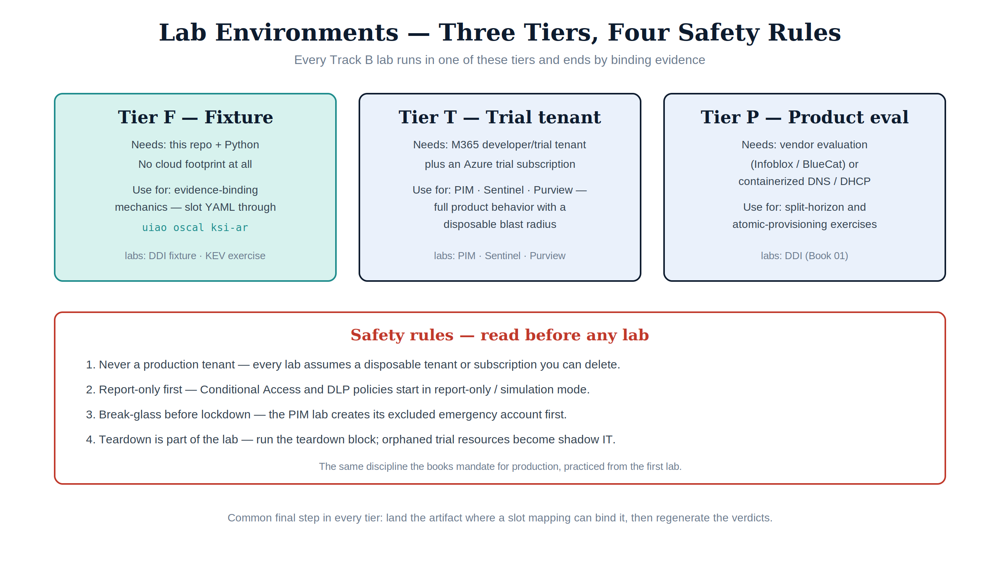 Lab Environments — Three Tiers, Four Safety Rules
Every Track B lab runs in one of these tiers and ends by binding evidence
Tier F — Fixture
Needs: this repo + Python
No cloud footprint at all
Use for: evidence-binding
mechanics — slot YAML through
uiao oscal ksi-ar
labs: DDI fixture · KEV exercise
Tier T — Trial tenant
Needs: M365 developer/trial tenant
plus an Azure trial subscription
Use for: PIM · Sentinel · Purview —
full product behavior with a
disposable blast radius
labs: PIM · Sentinel · Purview
Tier P — Product eval
Needs: vendor evaluation
(Infoblox / BlueCat) or
containerized DNS / DHCP
Use for: split-horizon and
atomic-provisioning exercises
labs: DDI (Book 01)
Safety rules — read before any lab
1. Never a production tenant — every lab assumes a disposable tenant or subscription you can delete.
2. Report-only first — Conditional Access and DLP policies start in report-only / simulation mode.
3. Break-glass before lockdown — the PIM lab creates its excluded emergency account first.
4. Teardown is part of the lab — run the teardown block; orphaned trial resources become shadow IT.
The same discipline the books mandate for production, practiced from the first lab.
Common final step in every tier: land the artifact where a slot mapping can bind it, then regenerate the verdicts.